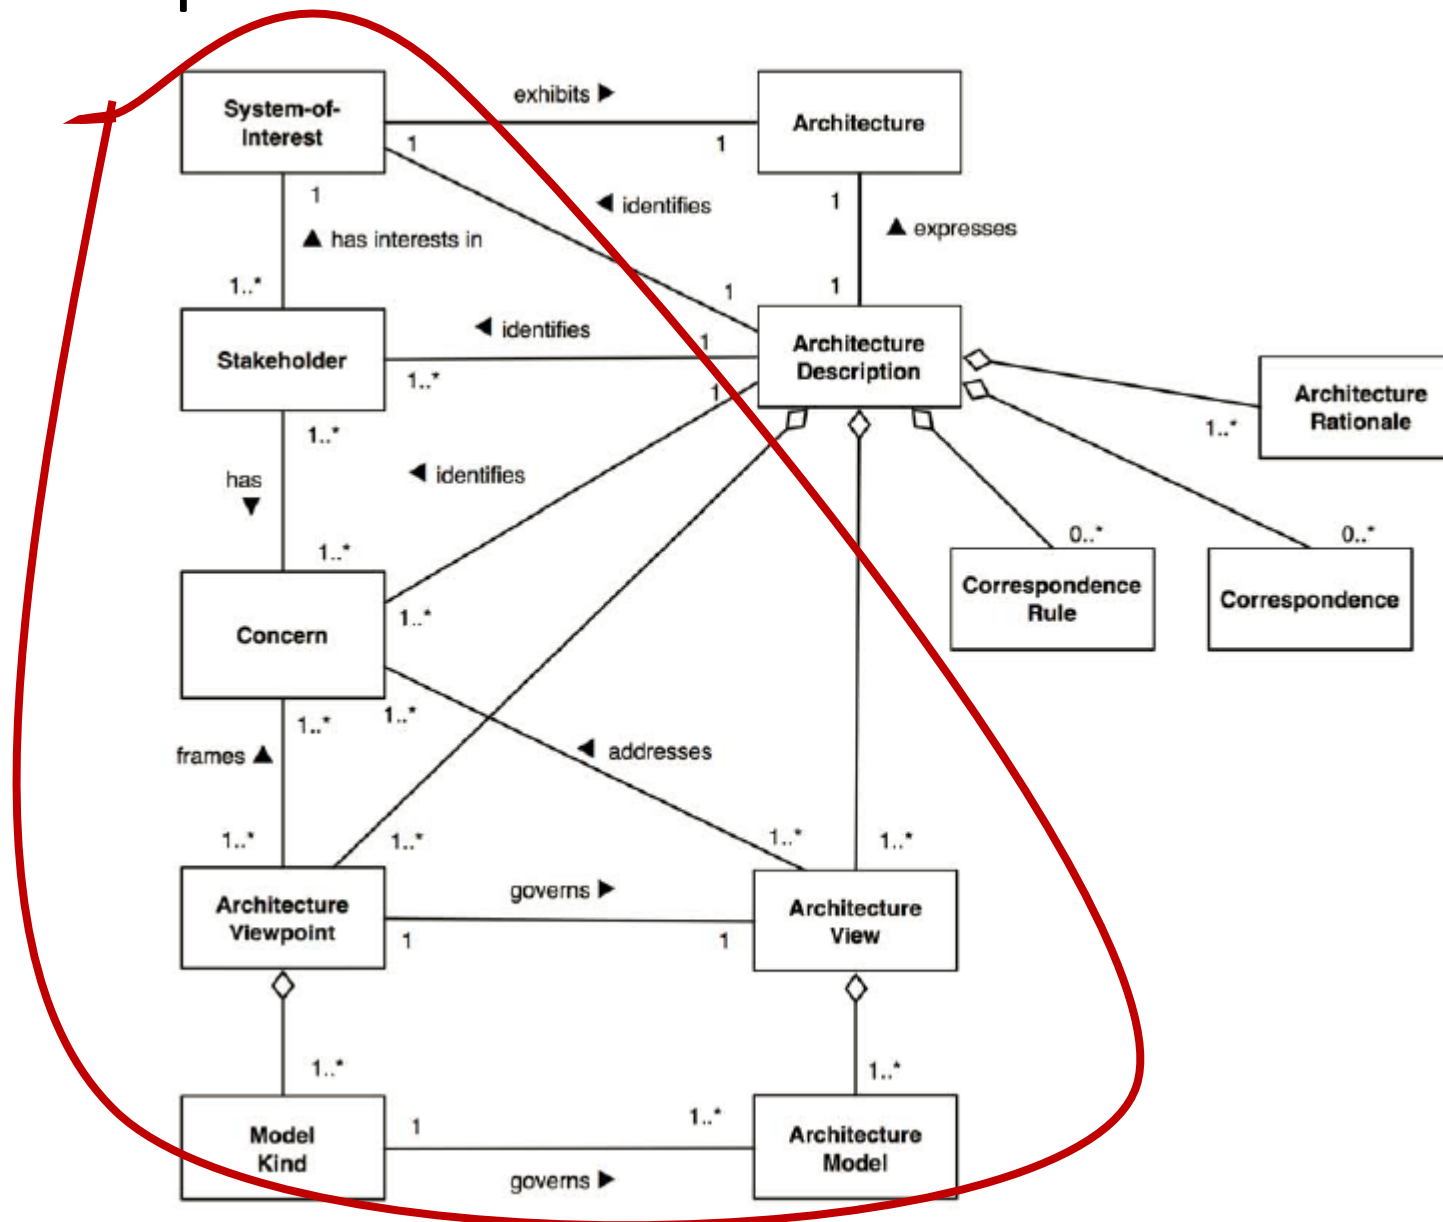 System-of-
Interest
exhibits ▶
Architecture
1
1
1
1
◀ identifies
▲ has interests in
▲ expresses
1..*
1
1
Stakeholder
◀ identifies
1
1..*
Architecture
Description
1
Architecture
Rationale
1..*
1..*
has
▼
◀ identifies
1..*
0..*
0..*
Concern
1..*
Correspondence
Rule
Correspondence
1..*
1..*
frames ▲
◀ addresses
1..*
1..*
1..*
1..*
Architecture
Viewpoint
governs ▶
1
1
Architecture
View
1..*
1..*
Model
Kind
1
1..*
governs ▶
Architecture
Model